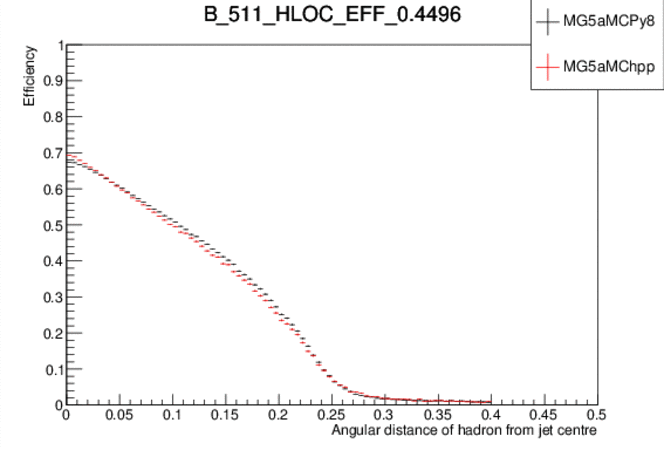 B_511_HLOC_EFF_0.4496
MG5aMCPy8
MG5aMChpp
Efficiency
1
0.9
0.8
0.7
0.6
0.5
0.4
0.3
0.2
0.1
0
0 0.05 0.1 0.15 0.2 0.25 0.3 0.35 0.4 0.45 0.5
Angular distance of hadron from jet centre